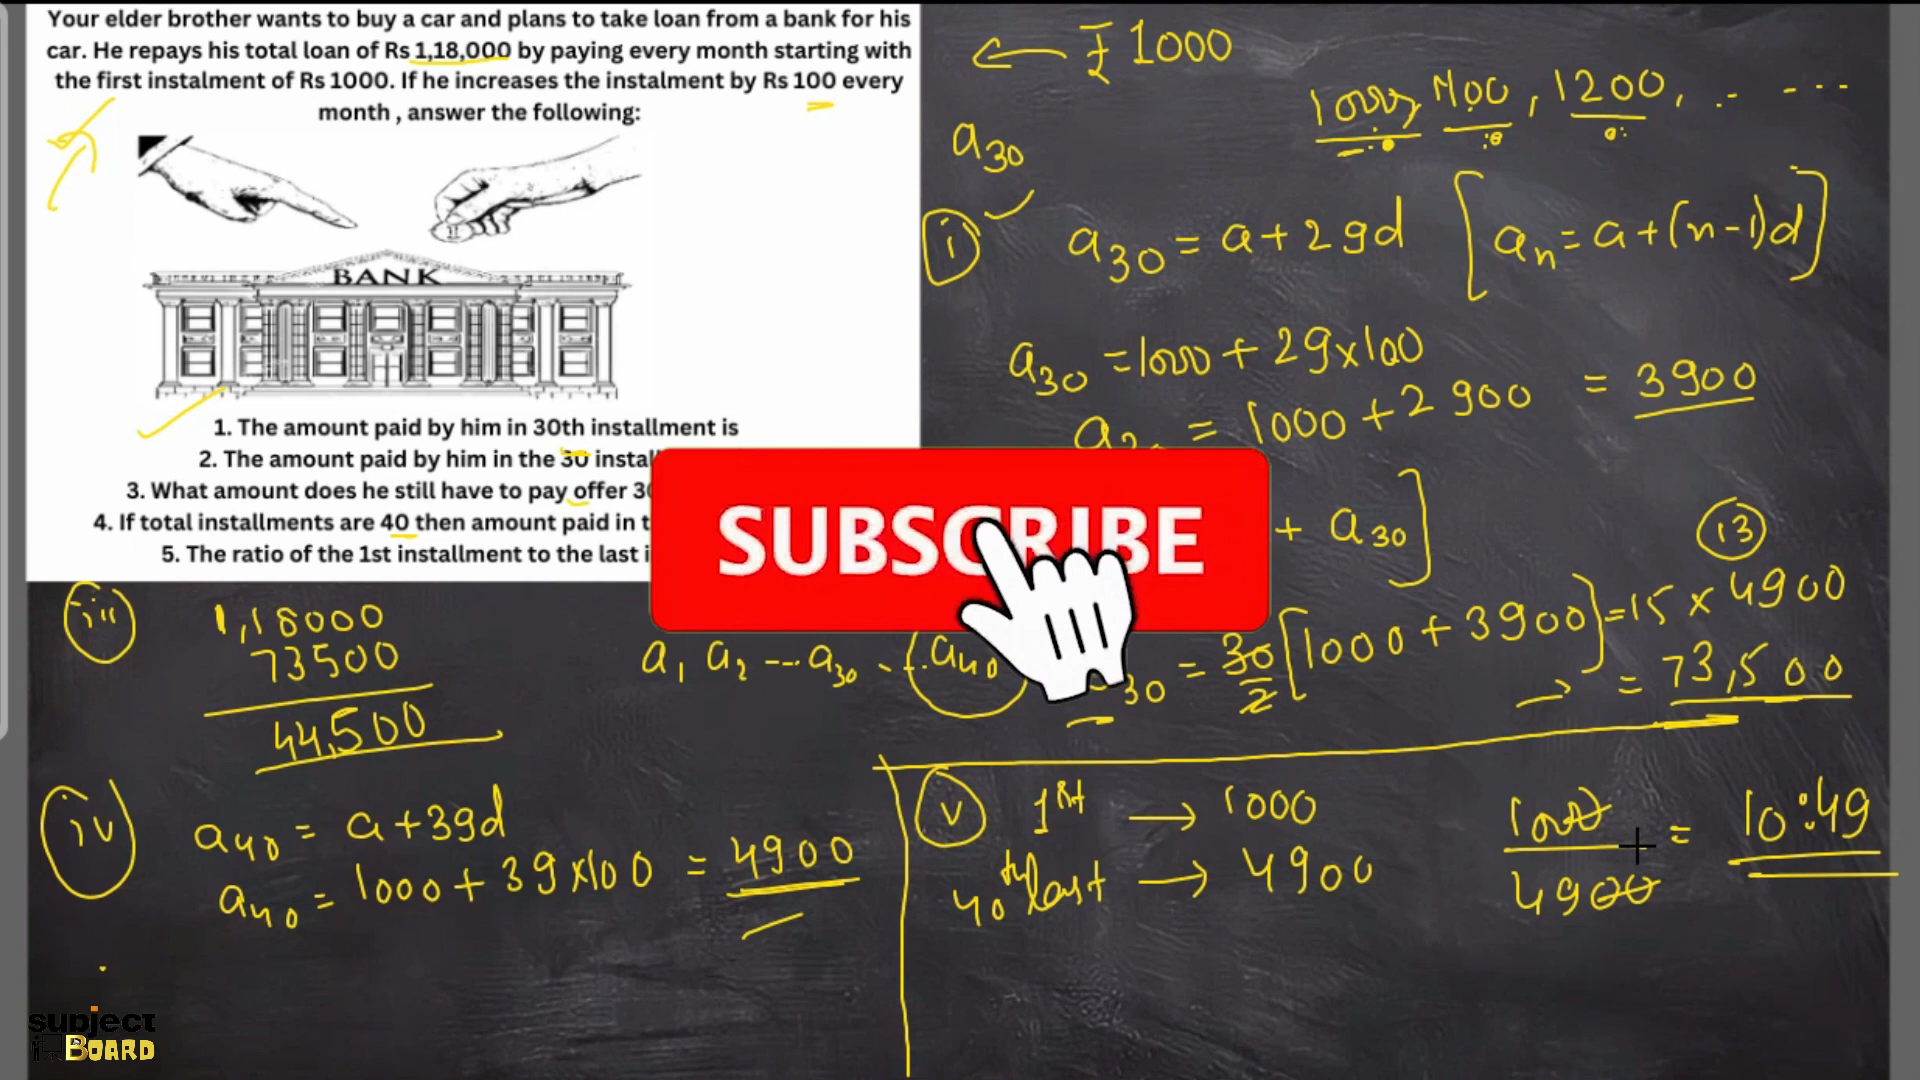 Your elder brother wants to buy a car and plans to take loan from a bank for his
car. He repays his total loan of Rs 1,18,000 by paying every month starting with
the first instalment of Rs 1000. If he increases the instalment by Rs 100 every
month , answer the following:
BANK
1. The amount paid by him in 30th installment is
2. The amount paid by him in the 30
3. What amount does he still have to pay offer
4. If total installments are 40 then amount paid in
5. The ratio of the 1st installment to the last
← ₹ 1000
1000, 1100, 1200, ......
a30
(i) a30 = a + 29d [an = a + (n-1)d]
a30 = 1000 + 29×100
= 1000 + 2900 = 3900
SUBSCRIBE
+ a30]
13
30 = 30/2 [1000 + 3900] = 15 × 4900
= 73,500
(iii) 1,18000
73500
44,500
a1 a2 --- a30 -... a40
(iv) a40 = a + 39d
a40 = 1000 + 39×100 = 4900
(v) 1st → 1000
40th last → 4900
1000/4900 = 10:49
subject
BOARD